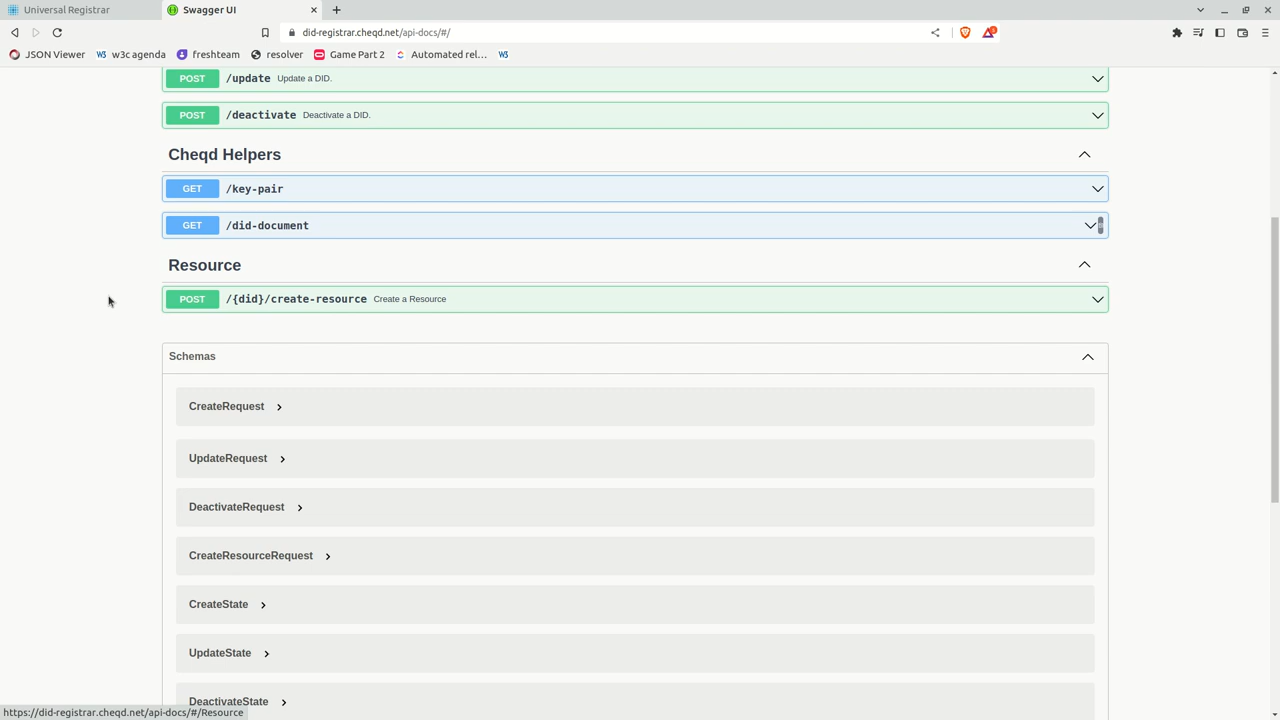 Universal Registrar
Swagger UI
did-registrar.cheqd.net/api-docs/#/
JSON Viewer
w3c agenda
freshteam
resolver
Game Part 2
Automated rel...
POST /update Update a DID.
POST /deactivate Deactivate a DID.
Cheqd Helpers
GET /key-pair
GET /did-document
Resource
POST /{did}/create-resource Create a Resource
Schemas
CreateRequest
UpdateRequest
DeactivateRequest
CreateResourceRequest
CreateState
UpdateState
DeactivateState
https://did-registrar.cheqd.net/api-docs/#/Resource